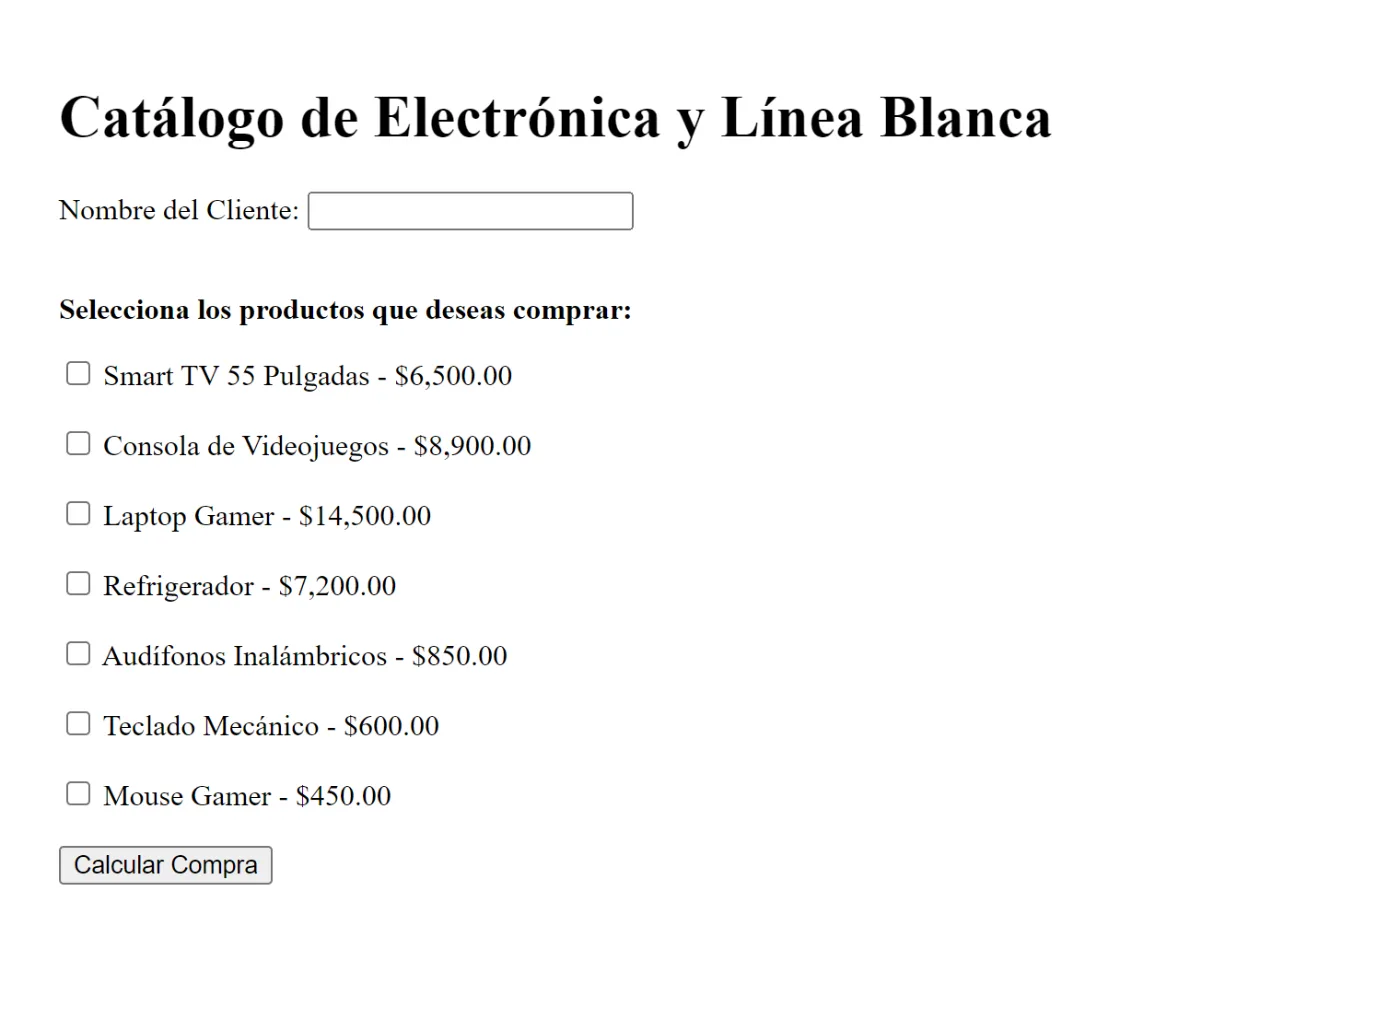 Catálogo de Electrónica y Línea Blanca
Nombre del Cliente:
Selecciona los productos que deseas comprar:
Smart TV 55 Pulgadas - $6,500.00
Consola de Videojuegos - $8,900.00
Laptop Gamer - $14,500.00
Refrigerador - $7,200.00
Audífonos Inalámbricos - $850.00
Teclado Mecánico - $600.00
Mouse Gamer - $450.00
Calcular Compra